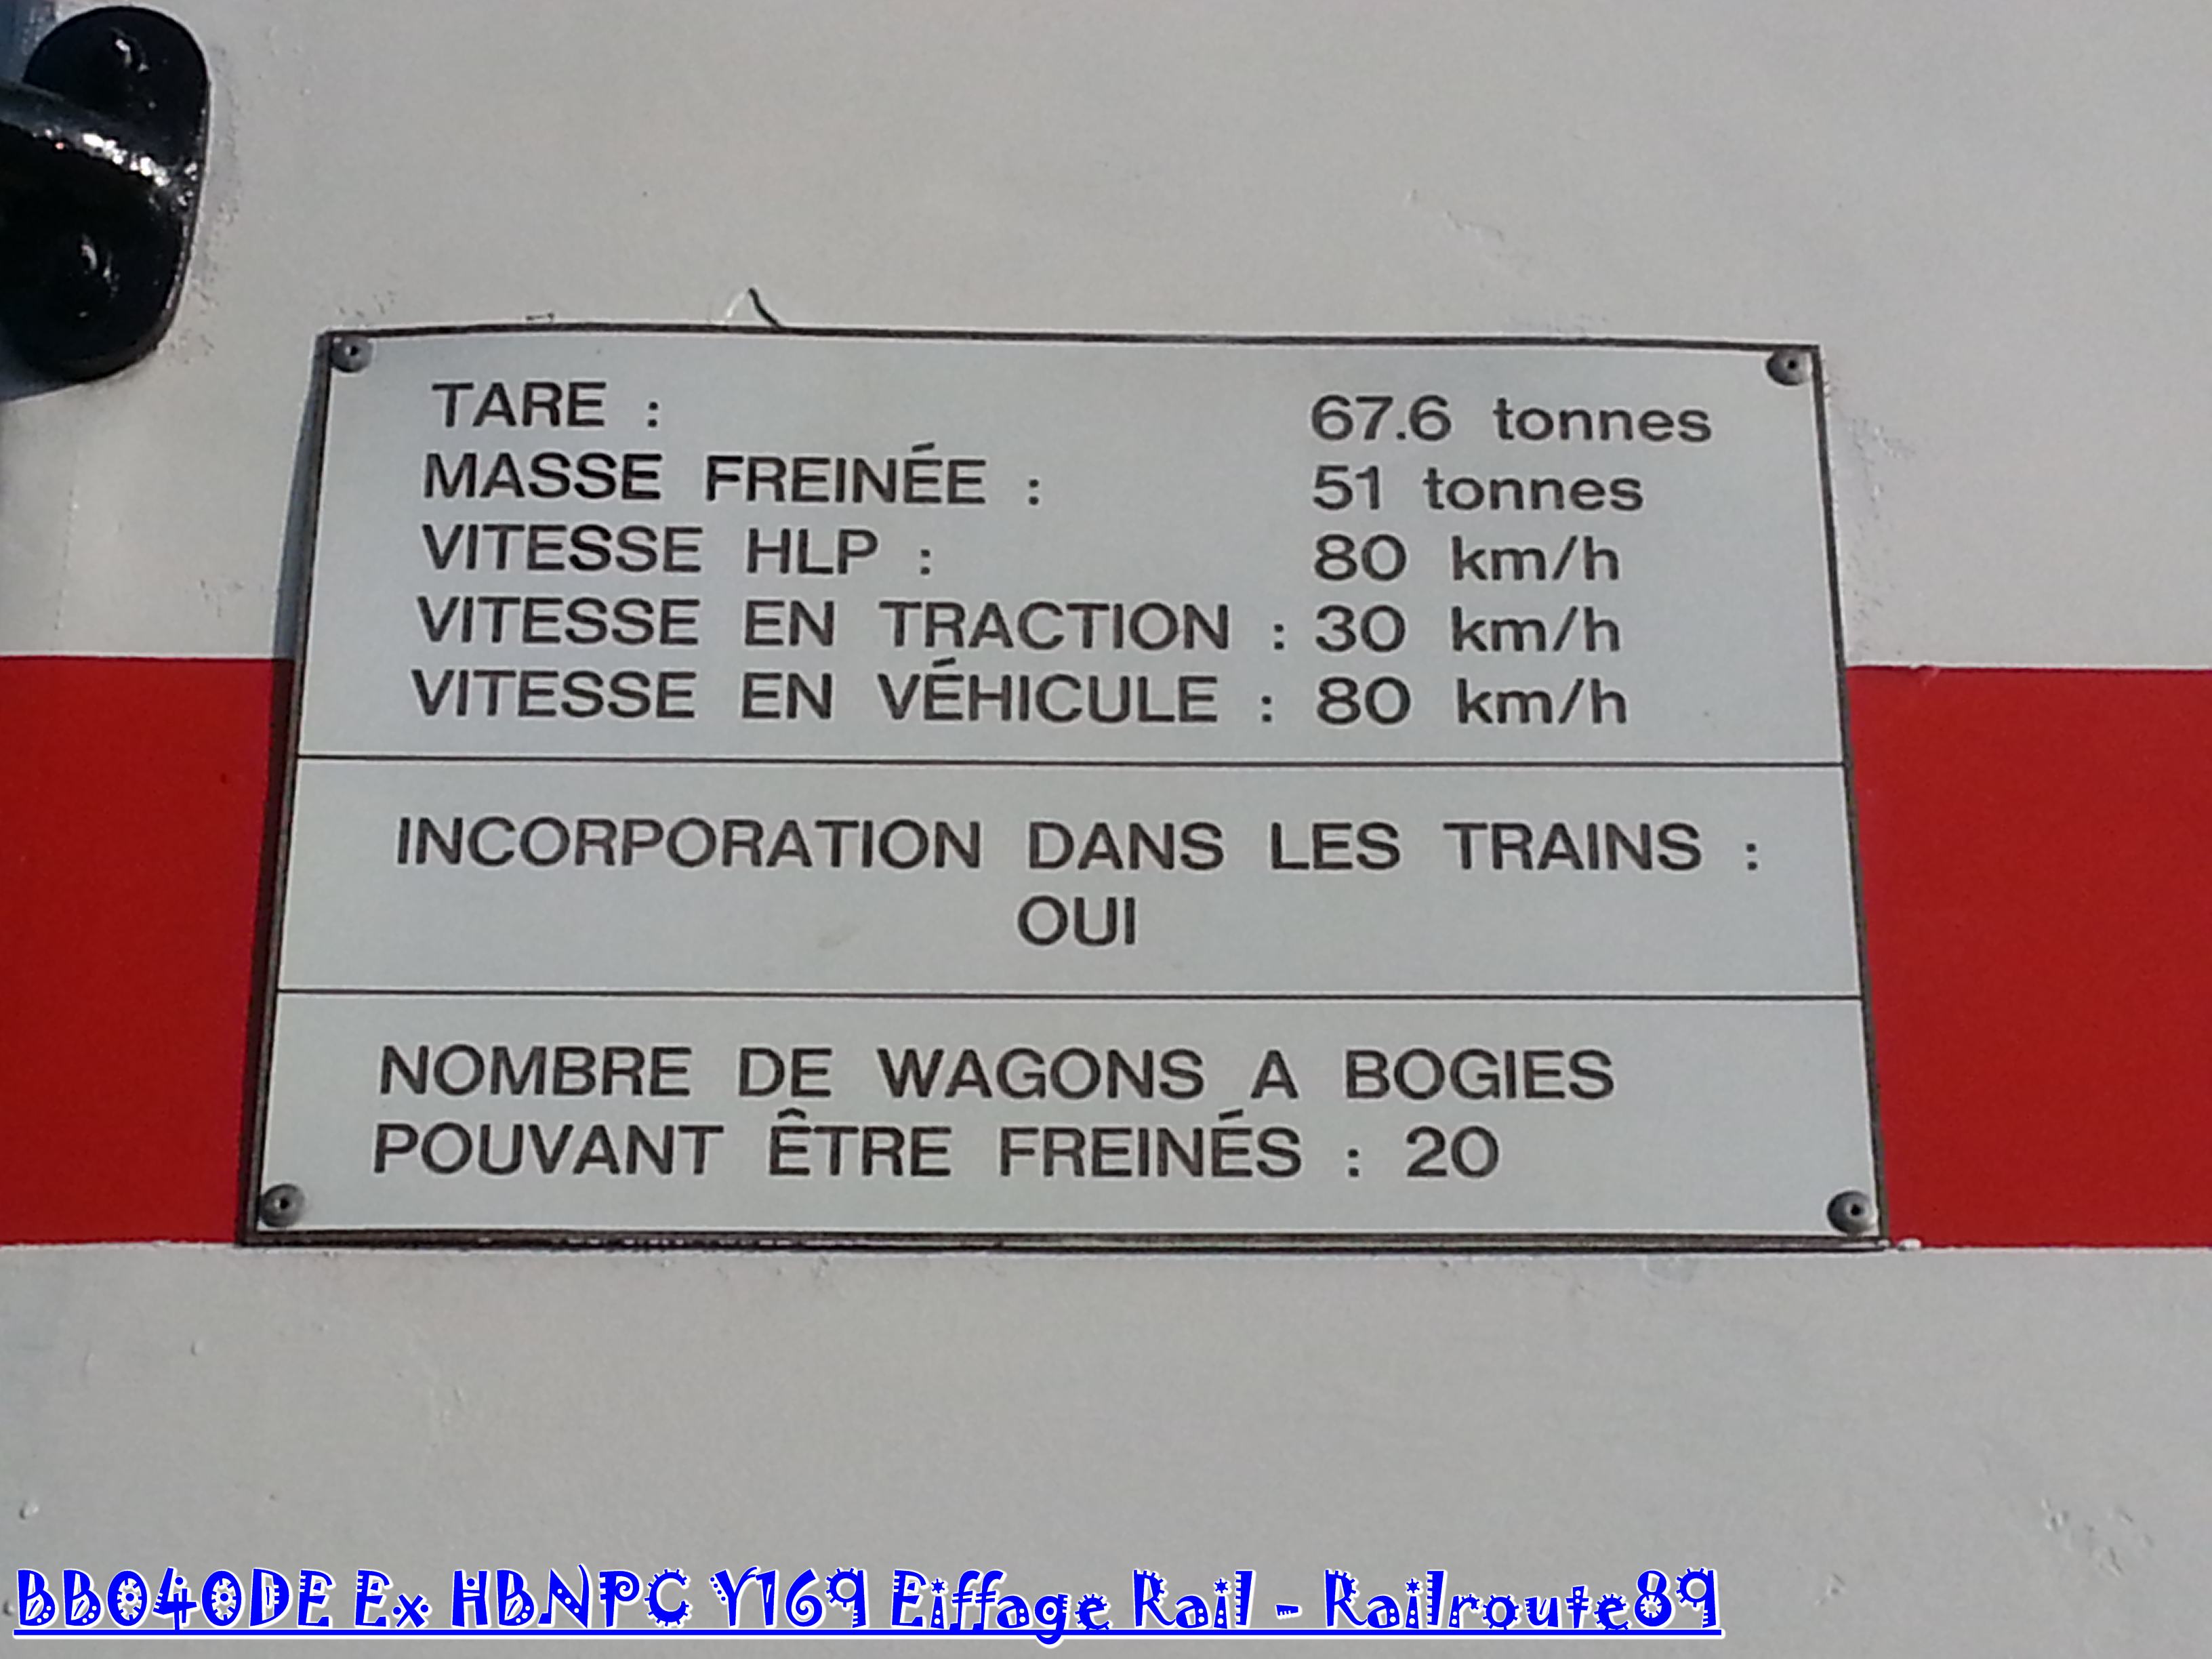 TARE : 67.6 tonnes
MASSE FREINÉE : 51 tonnes
VITESSE HLP : 80 km/h
VITESSE EN TRACTION : 30 km/h
VITESSE EN VÉHICULE : 80 km/h
INCORPORATION DANS LES TRAINS :
OUI
NOMBRE DE WAGONS A BOGIES
POUVANT ÊTRE FREINÉS : 20
BB040DE Ex HBNPC Y169 Eiffage Rail - Railroute89